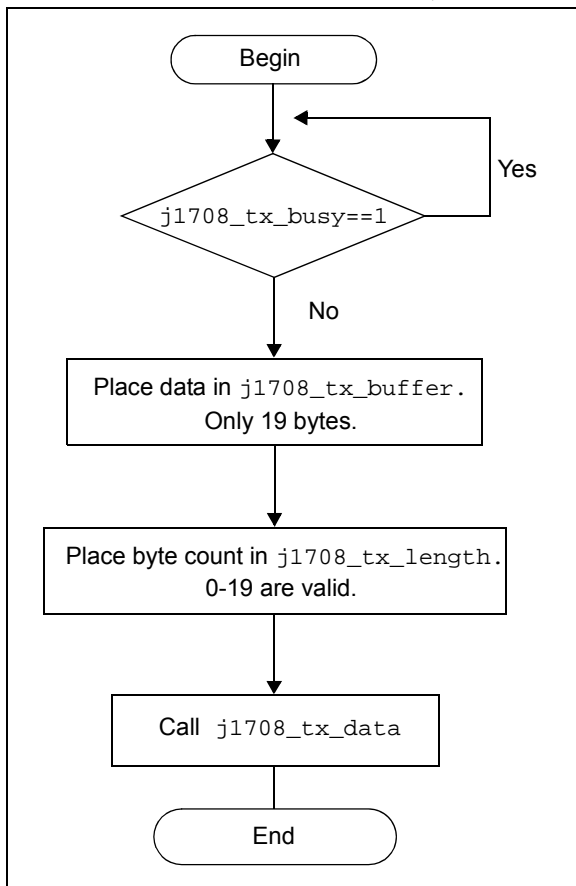 Begin
Yes
j1708_tx_busy==1
No
Place data in j1708_tx_buffer.
Only 19 bytes.
Place byte count in j1708_tx_length.
0-19 are valid.
Call j1708_tx_data
End